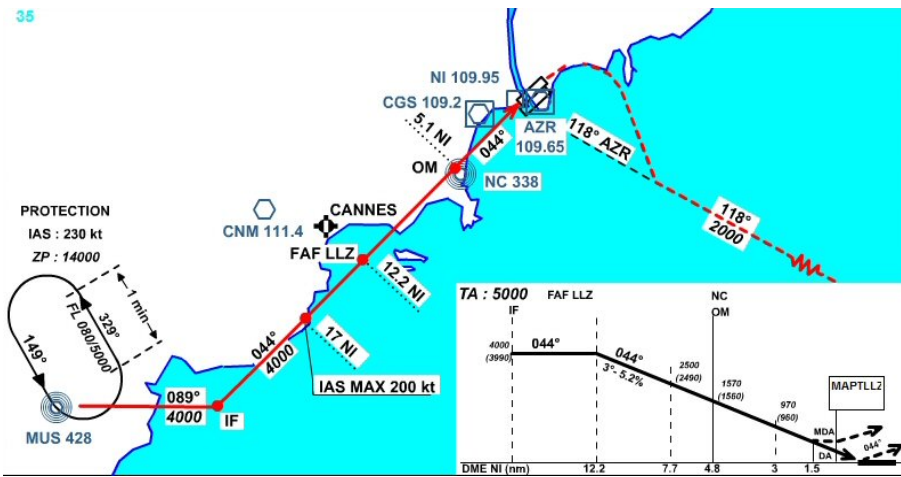 35
NI 109.95
CGS 109.2
AZR
109.65
5.1 NI
044°
118° AZR
OM
NC 338
118°
2000
PROTECTION
IAS : 230 kt
ZP : 14000
CNM 111.4
CANNES
FAF LLZ
12.2 NI
1 min
FL 080/5000
329°
149°
044°
4000
17 NI
IAS MAX 200 kt
089°
4000
IF
MUS 428
TA : 5000
FAF LLZ
NC
IF
OM
4000
(3990)
044°
044°
3°- 5.2%
2500
(2490)
1570
(1560)
970
(960)
MAPTLLZ
MDA
DA
044°
DME NI (nm)
12.2
7.7
4.8
3
1.5